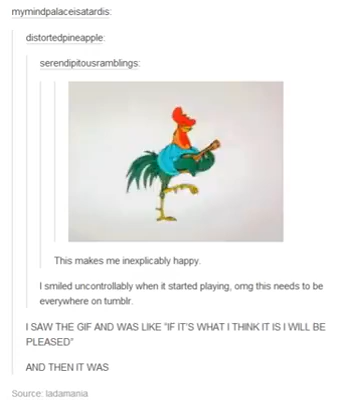 mymindpalaceisatardis:
distortedpineapple:
serendipitousramblings:
This makes me inexplicably happy.
I smiled uncontrollably when it started playing, omg this needs to be
everywhere on tumblr.
I SAW THE GIF AND WAS LIKE "IF IT'S WHAT I THINK IT IS I WILL BE
PLEASED"
AND THEN IT WAS
Source: ladamania